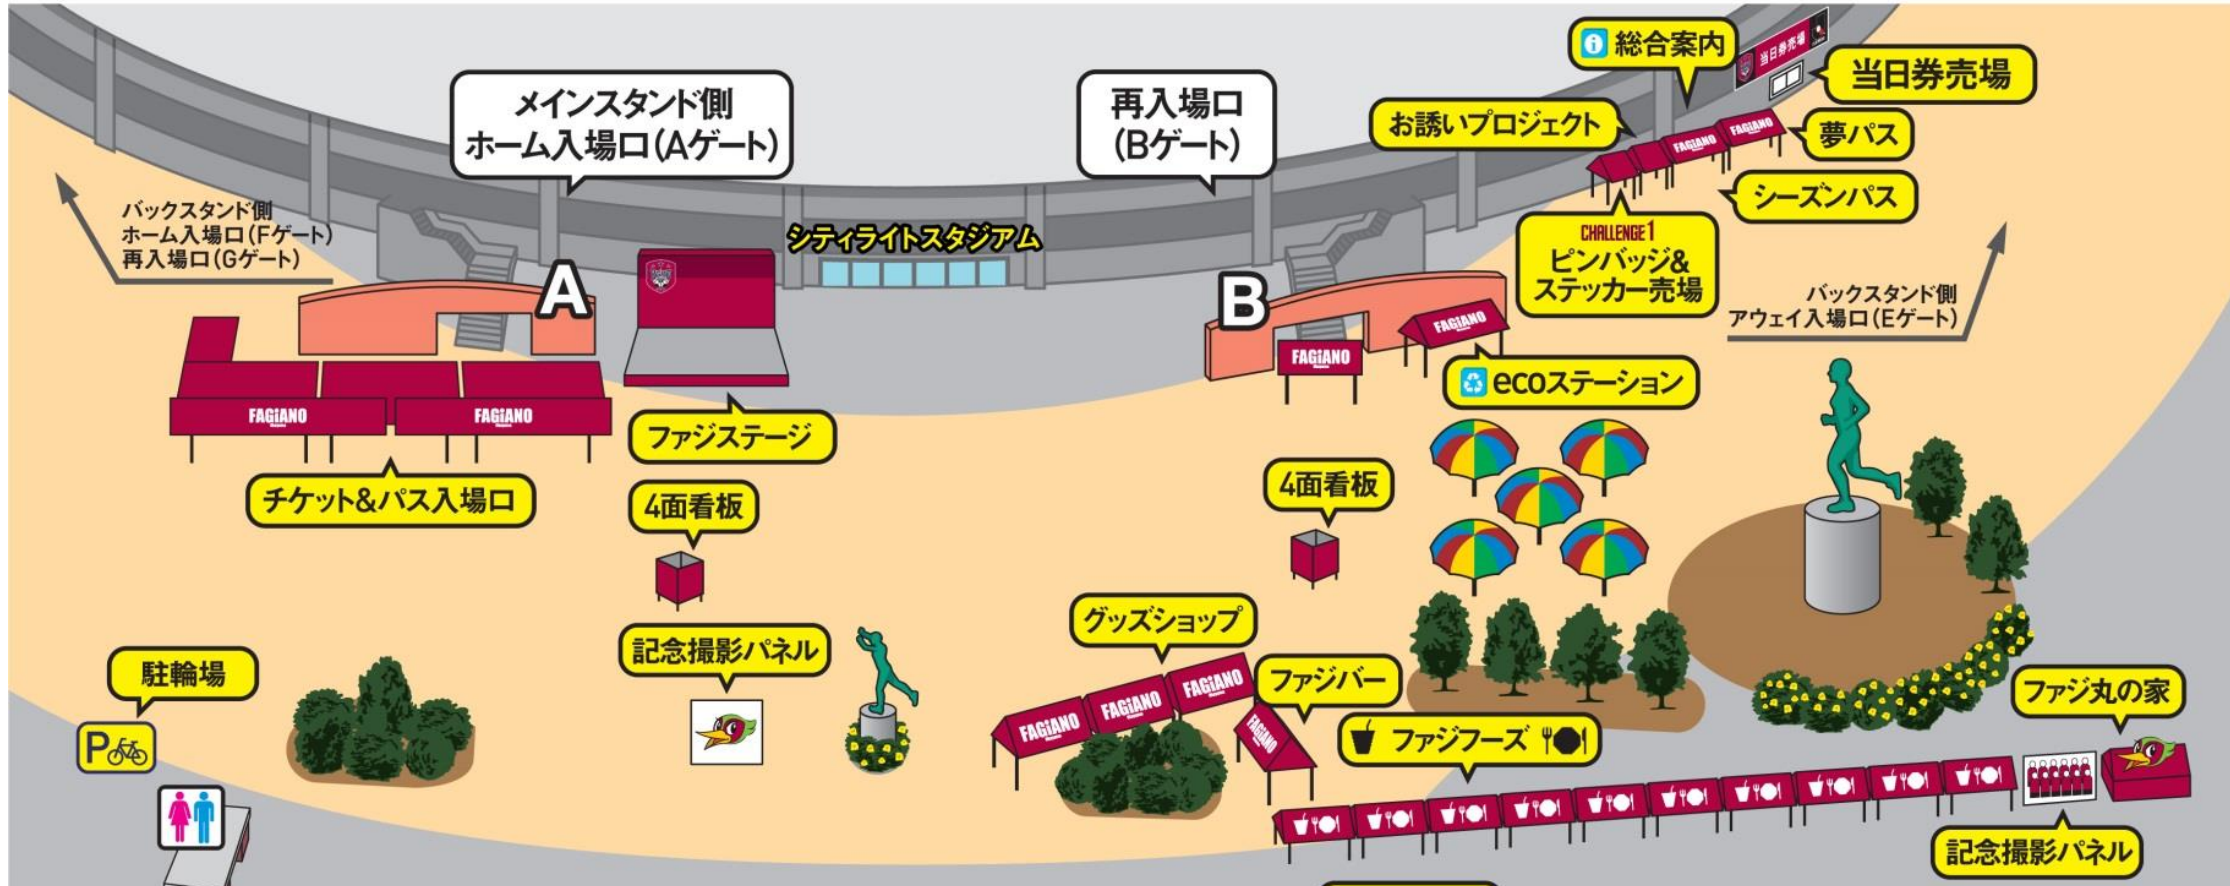 総合案内
当日券売場
当日券売場
メインスタンド側
ホーム入場口(Aゲート)
再入場口
(Bゲート)
お誘いプロジェクト
FAGiANO
FAGiANO
夢パス
シーズンパス
バックスタンド側
ホーム入場口(Fゲート)
再入場口(Gゲート)
シティライトスタジアム
CHALLENGE1
ピンバッジ&
ステッカー売場
A
B
バックスタンド側
アウェイ入場口(Eゲート)
FAGiANO
FAGiANO
ecoステーション
FAGiANO
FAGiANO
ファジステージ
チケット&パス入場口
4面看板
4面看板
グッズショップ
記念撮影パネル
駐輪場
P
FAGiANO
FAGiANO
FAGiANO
ファジバー
FAGiANO
ファジフーズ
ファジ丸の家
記念撮影パネル